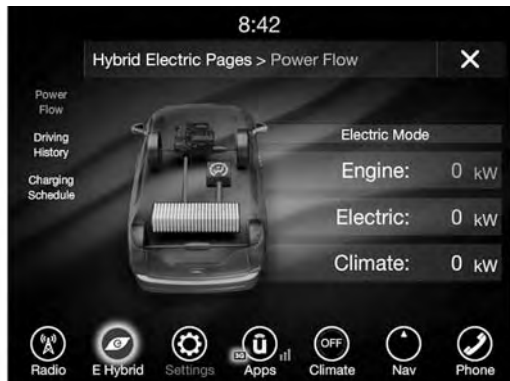 8:42
Hybrid Electric Pages > Power Flow
Power
Flow
Driving
History
Charging
Schedule
Electric Mode
Engine: 0 kW
Electric: 0 kW
Climate: 0 kW
3G
OFF
Radio E Hybrid Settings Apps Climate Nav Phone